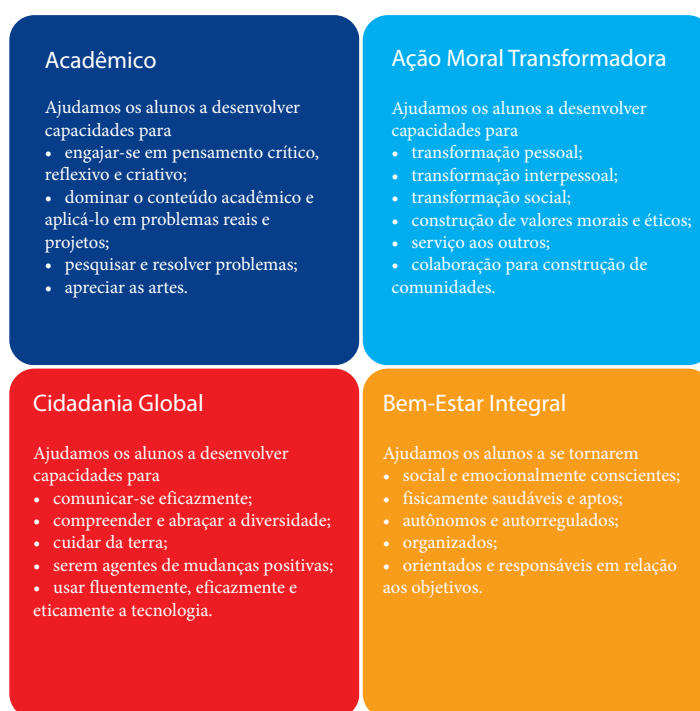 Acadêmico
Ajudamos os alunos a desenvolver
capacidades para
• engajar-se em pensamento crítico,
reflexivo e criativo;
• dominar o conteúdo acadêmico e
aplicá-lo em problemas reais e
projetos;
• pesquisar e resolver problemas;
• apreciar as artes.
Ação Moral Transformadora
Ajudamos os alunos a desenvolver
capacidades para
• transformação pessoal;
• transformação interpessoal;
• transformação social;
• construção de valores morais e éticos;
• serviço aos outros;
• colaboração para construção de
comunidades.
Cidadania Global
Ajudamos os alunos a desenvolver
capacidades para
• comunicar-se eficazmente;
• compreender e abraçar a diversidade;
• cuidar da terra;
• serem agentes de mudanças positivas;
• usar fluentemente, eficazmente e
eticamente a tecnologia.
Bem-Estar Integral
Ajudamos os alunos a se tornarem
• social e emocionalmente conscientes;
• fisicamente saudáveis e aptos;
• autônomos e autorregulados;
• organizados;
• orientados e responsáveis em relação
aos objetivos.